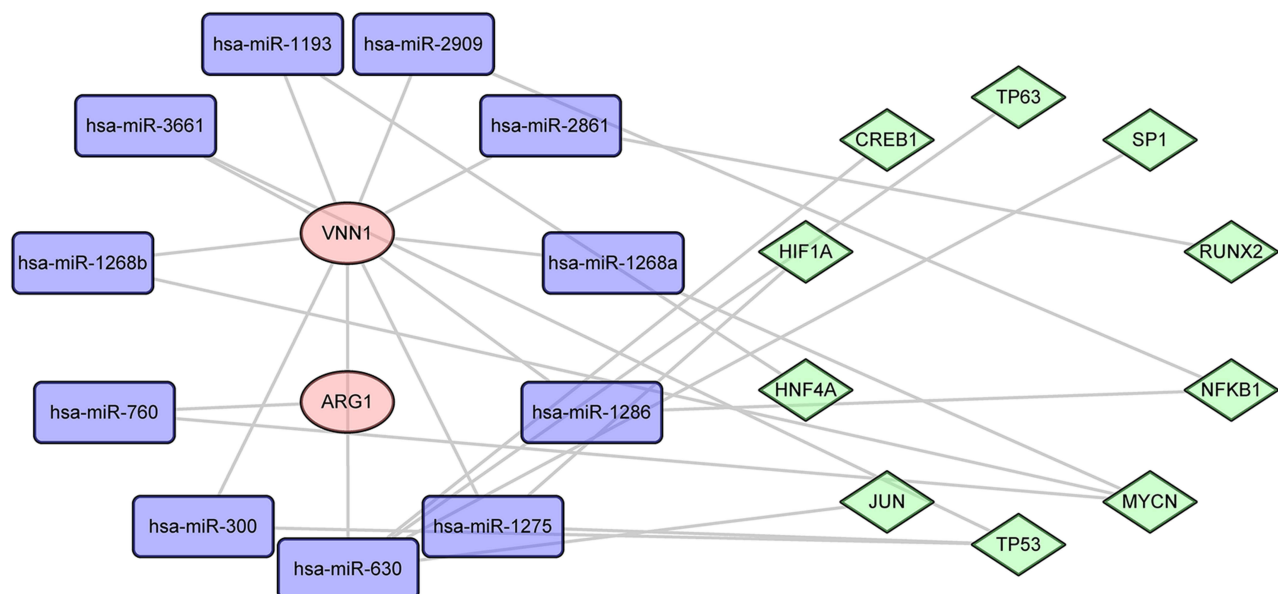 hsa-miR-1193
hsa-miR-2909
TP63
hsa-miR-3661
hsa-miR-2861
CREB1
SP1
VNN1
hsa-miR-1268b
hsa-miR-1268a
HIF1A
RUNX2
HNF4A
NFKB1
ARG1
hsa-miR-760
hsa-miR-1286
JUN
MYCN
hsa-miR-300
hsa-miR-1275
TP53
hsa-miR-630